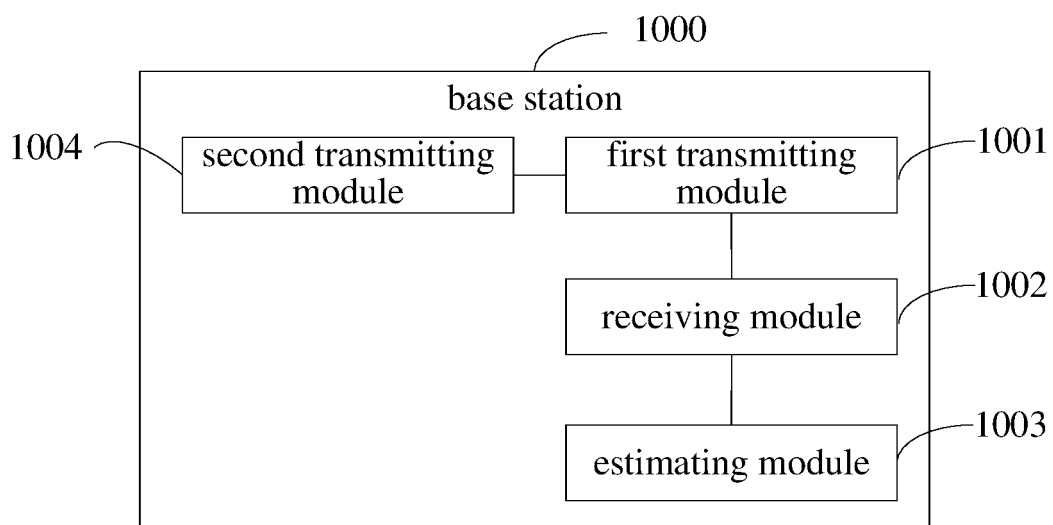 1000
base station
1004
second transmitting
module
first transmitting
module
1001
receiving module
1002
estimating module
1003